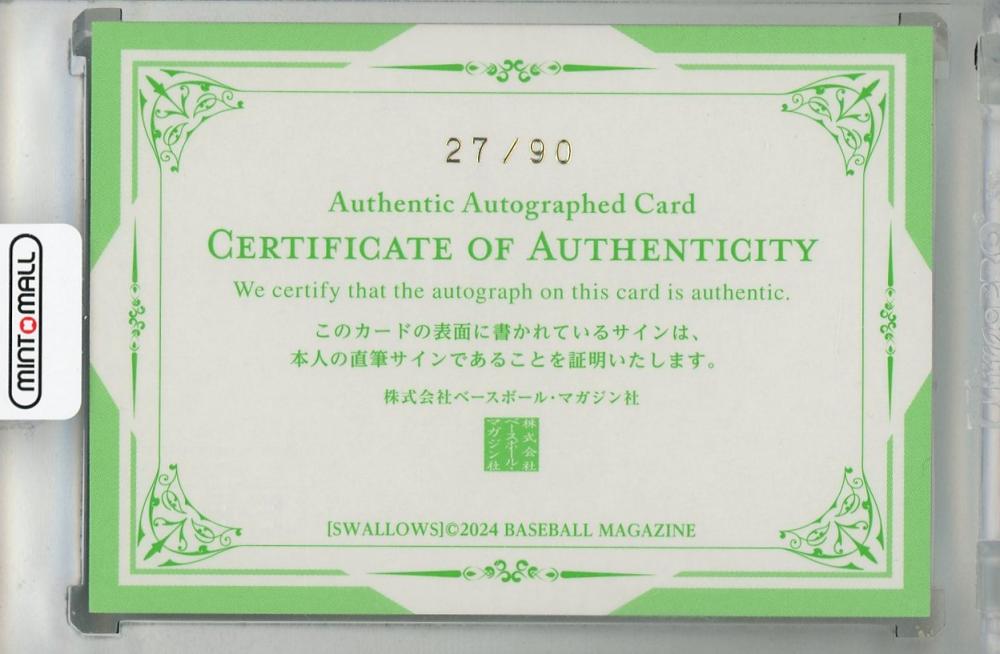 27/90
Authentic Autographed Card
CERTIFICATE OF AUTHENTICITY
We certify that the autograph on this card is authentic.
このカードの表面に書かれているサインは、
本人の直筆サインであることを証明いたします。
株式会社ベースボール・マガジン社
株式会社
ベースボール・
マガジン社
[SWALLOWS]©2024 BASEBALL MAGAZINE
MINTMALL